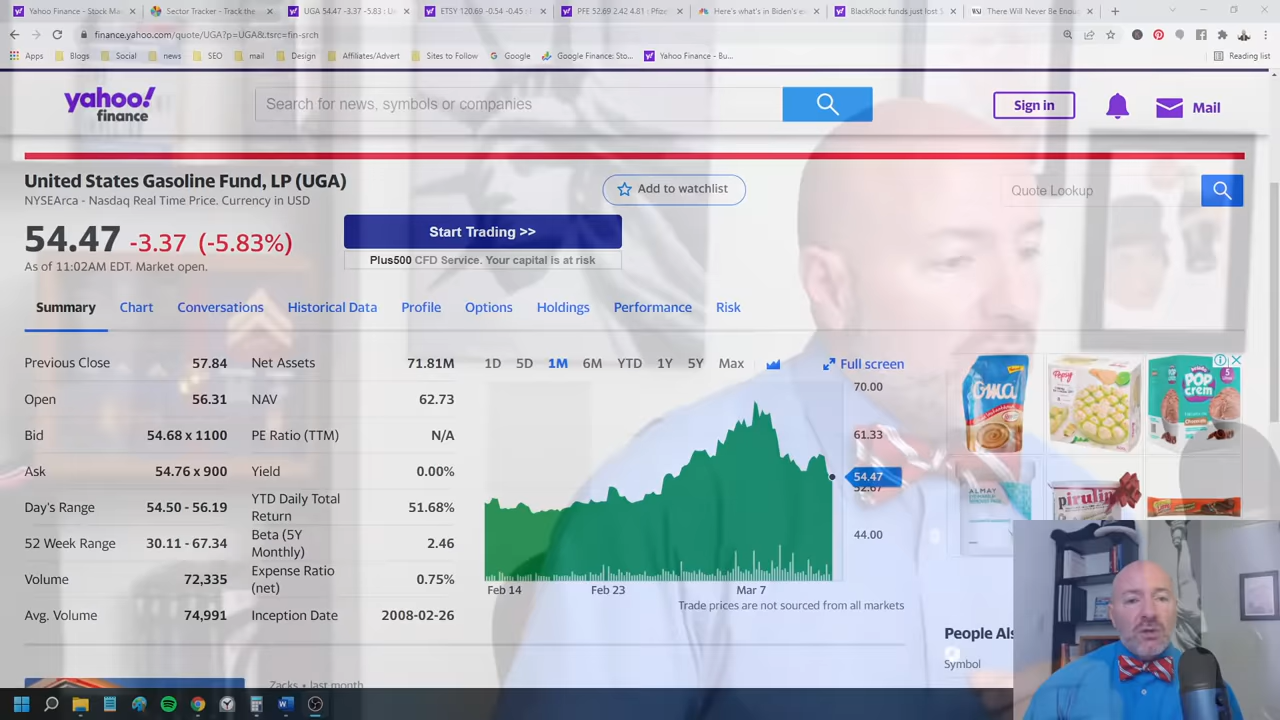 Yahoo Finance - Stock Ma
Sector Tracker - Track the
UGA 54.47 -3.37 -5.83 : U
ETSY 120.69 -0.54 -0.45 :
PFE 52.69 2.42 4.81 : Pfize
Here's what's in Biden's e
BlackRock funds just lost $
There Will Never Be Enou
finance.yahoo.com/quote/UGA?p=UGA&.tsrc=fin-srch
Apps Blogs Social news SEO mail Design Affiliates/Advert Sites to Follow Google Google Finance: Sto... Yahoo Finance - Bu... Reading list
yahoo!
finance
Search for news, symbols or companies
Sign in
Mail
United States Gasoline Fund, LP (UGA)
NYSEArca - Nasdaq Real Time Price. Currency in USD
Add to watchlist
Quote Lookup
54.47 -3.37 (-5.83%)
As of 11:02AM EDT. Market open.
Start Trading >>
Plus500 CFD Service. Your capital is at risk
Summary Chart Conversations Historical Data Profile Options Holdings Performance Risk
Previous Close 57.84
Open 56.31
Bid 54.68 x 1100
Ask 54.76 x 900
Day's Range 54.50 - 56.19
52 Week Range 30.11 - 67.34
Volume 72,335
Avg. Volume 74,991
Net Assets 71.81M
NAV 62.73
PE Ratio (TTM) N/A
Yield 0.00%
YTD Daily Total
Return 51.68%
Beta (5Y
Monthly) 2.46
Expense Ratio
(net) 0.75%
Inception Date 2008-02-26
1D 5D 1M 6M YTD 1Y 5Y Max
Full screen
70.00
61.33
54.47
52.67
44.00
Feb 14 Feb 23 Mar 7
Trade prices are not sourced from all markets
POP
crem
ALMAY
pirulin
People Als
Symbol
Zacks • last month